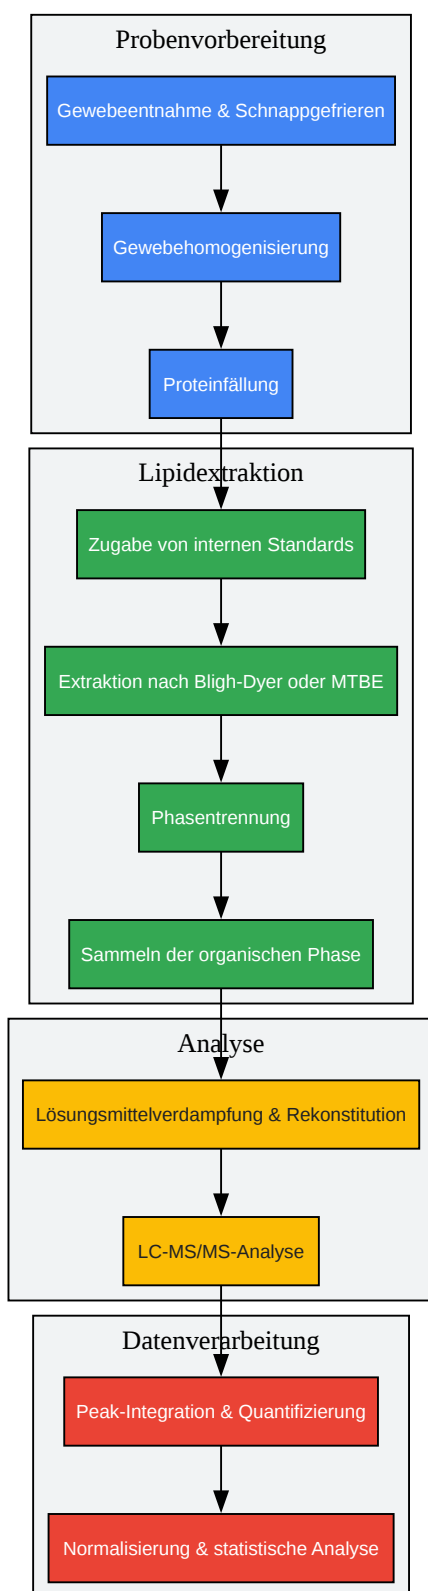 Probenvorbereitung
Gewebeentnahme & Schnappgefrieren
Gewebehomogenisierung
Proteinfällung
Lipidextraktion
Zugabe von internen Standards
Extraktion nach Bligh-Dyer oder MTBE
Phasentrennung
Sammeln der organischen Phase
Analyse
Lösungsmittelverdampfung & Rekonstitution
LC-MS/MS-Analyse
Datenverarbeitung
Peak-Integration & Quantifizierung
Normalisierung & statistische Analyse